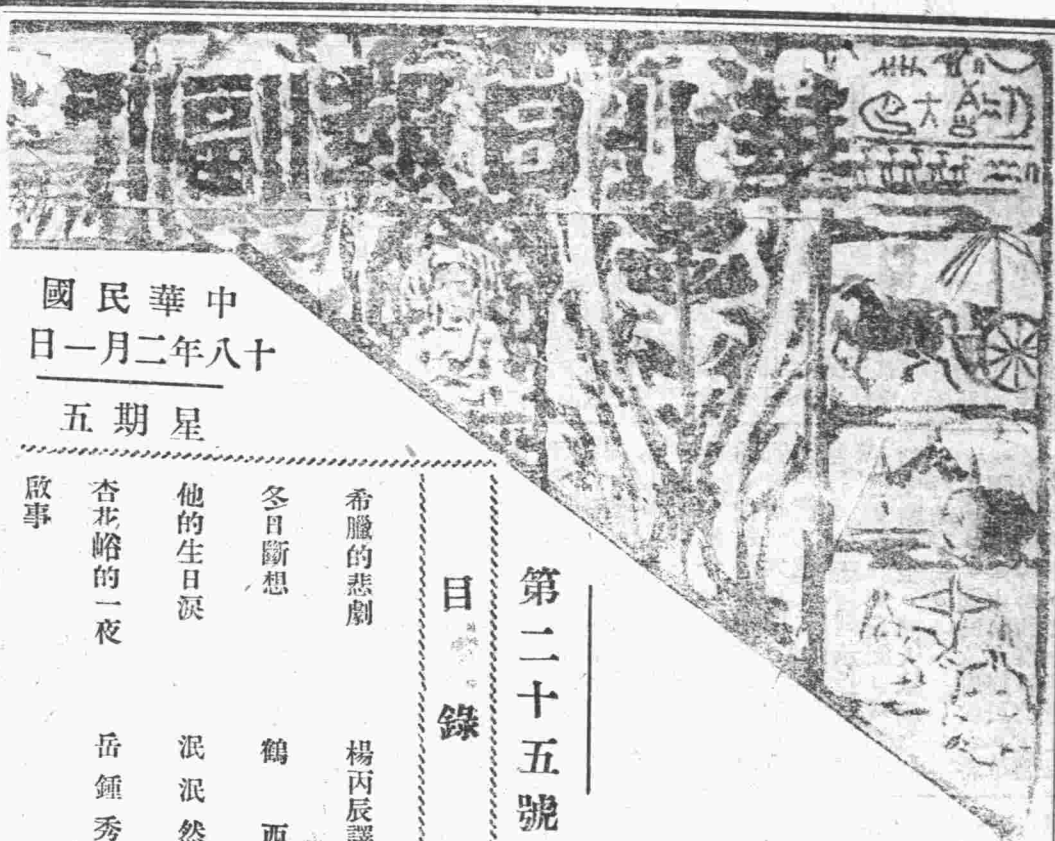 華北日報副刊
中華民國
十八年二月一日
星期五
第二十五號
目錄
希臘的悲劇 楊丙辰譯
冬日斷想 鶴西
他的生日淚 泯泯然
杏花峪的一夜 岳鍾秀
啟事